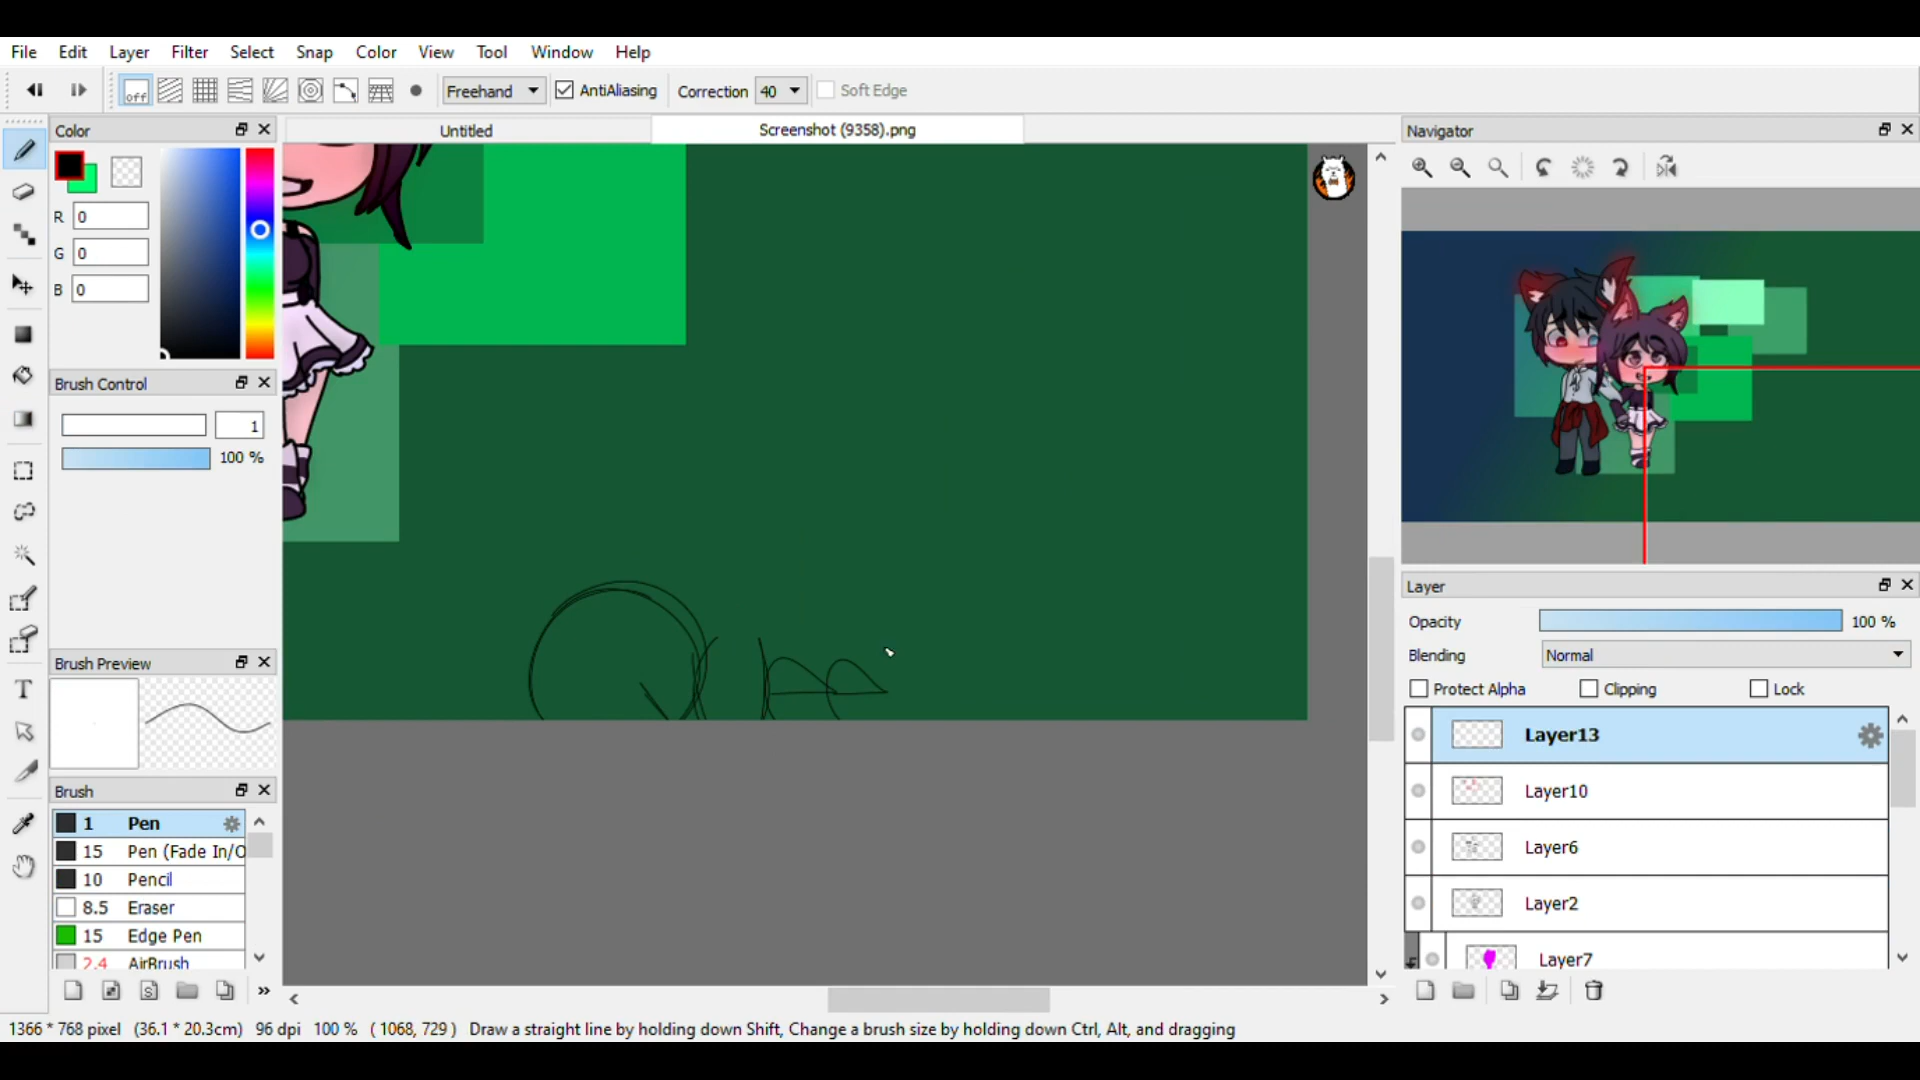 File Edit Layer Filter Select Snap Color View Tool Window Help
off Freehand AntiAliasing Correction 40 Soft Edge
Color
R 0
G 0
B 0
Brush Control
1
100 %
Brush Preview
Brush
1 Pen
15 Pen (Fade In/O
10 Pencil
8.5 Eraser
15 Edge Pen
2.4 AirBrush
Untitled
Screenshot (9358).png
Navigator
Layer
Opacity 100 %
Blending Normal
Protect Alpha Clipping Lock
Layer13
Layer10
Layer6
Layer2
Layer7
1366 * 768 pixel (36.1 * 20.3cm) 96 dpi 100 % ( 1068, 729 ) Draw a straight line by holding down Shift, Change a brush size by holding down Ctrl, Alt, and dragging